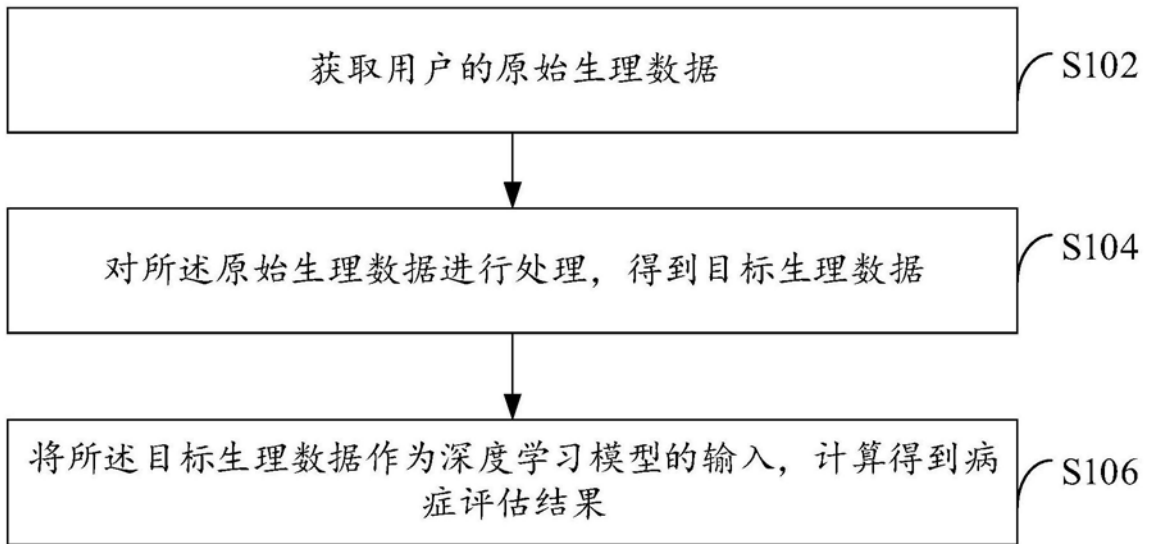 获取用户的原始生理数据
S102
对所述原始生理数据进行处理，得到目标生理数据
S104
将所述目标生理数据作为深度学习模型的输入，计算得到病
症评估结果
S106